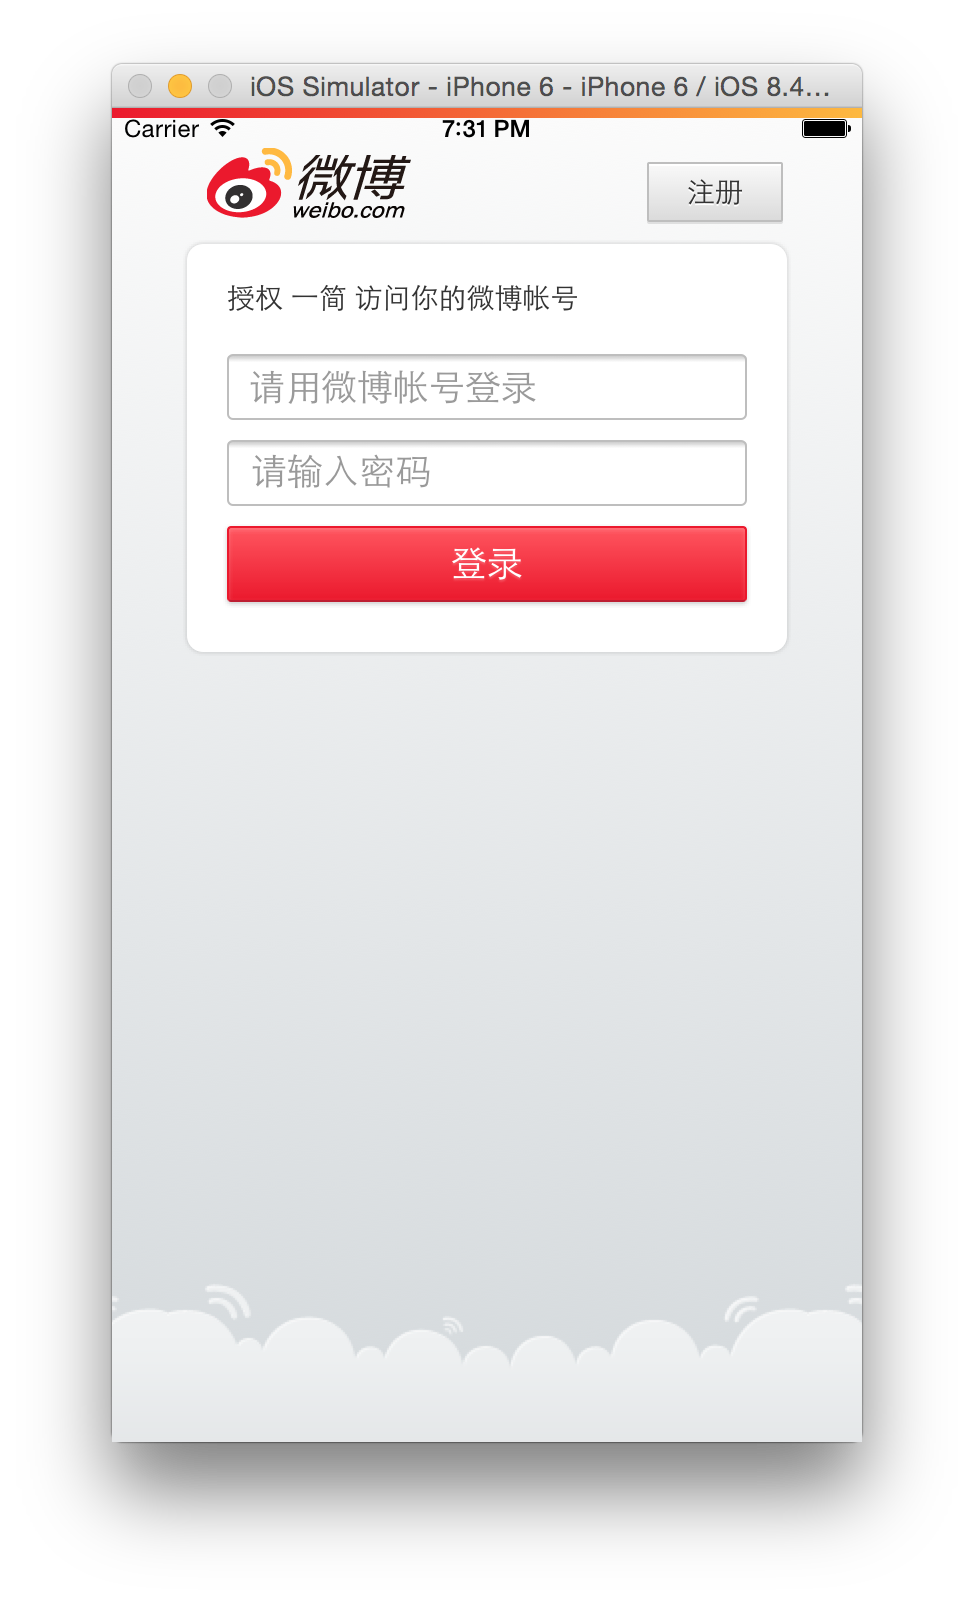 iOS Simulator - iPhone 6 - iPhone 6 / iOS 8.4...
Carrier 7:31 PM
微博
weibo.com
注册
授权 一简 访问你的微博帐号
请用微博帐号登录
请输入密码
登录